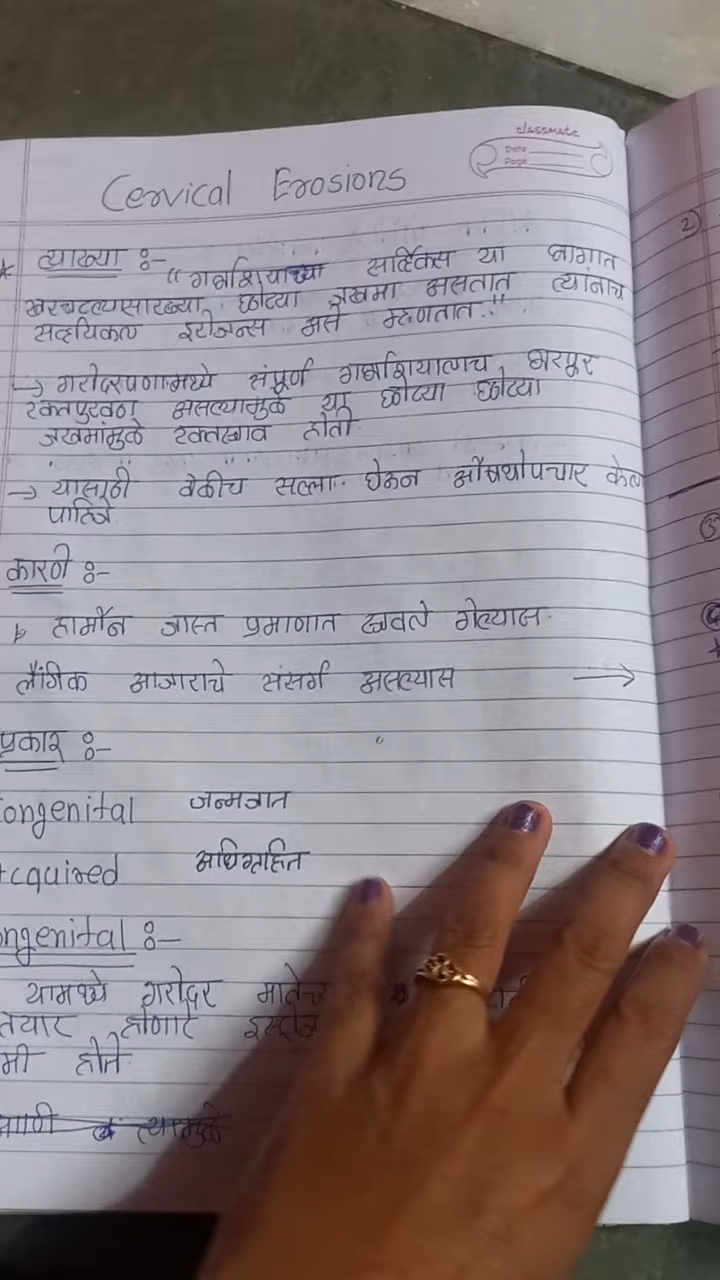 classmate
Date
Page
Cervical Erosions
* व्याख्या :-
“गर्भाशयाच्या सर्व्हिकस या भागात
खरचटल्यासारख्या छोट्या जखमा असतात त्यांनाच
सर्व्हायकल इरोजन्स असे म्हणतात."
→ गरोदरपणामध्ये संपूर्ण गर्भाशयालाच भरपूर
रक्तपुरवठा असल्यामुळे या छोट्या छोट्या
जखमांमुळे रक्तस्त्राव होतो
→ यासाठी वेळीच सल्ला घेऊन औषधोपचार केला
पाहिजे
कारणे :-
हार्मोन जास्त प्रमाणात स्त्रवले गेल्यास.
लैंगिक आजाराचे संसर्ग असल्यास →
प्रकार :-
ongenital जन्मजात
cquired अधिग्रहित
ngenital :-
यामध्ये गरोदर
तयार होणारे
मी होते
त्यामुळे
2)
3